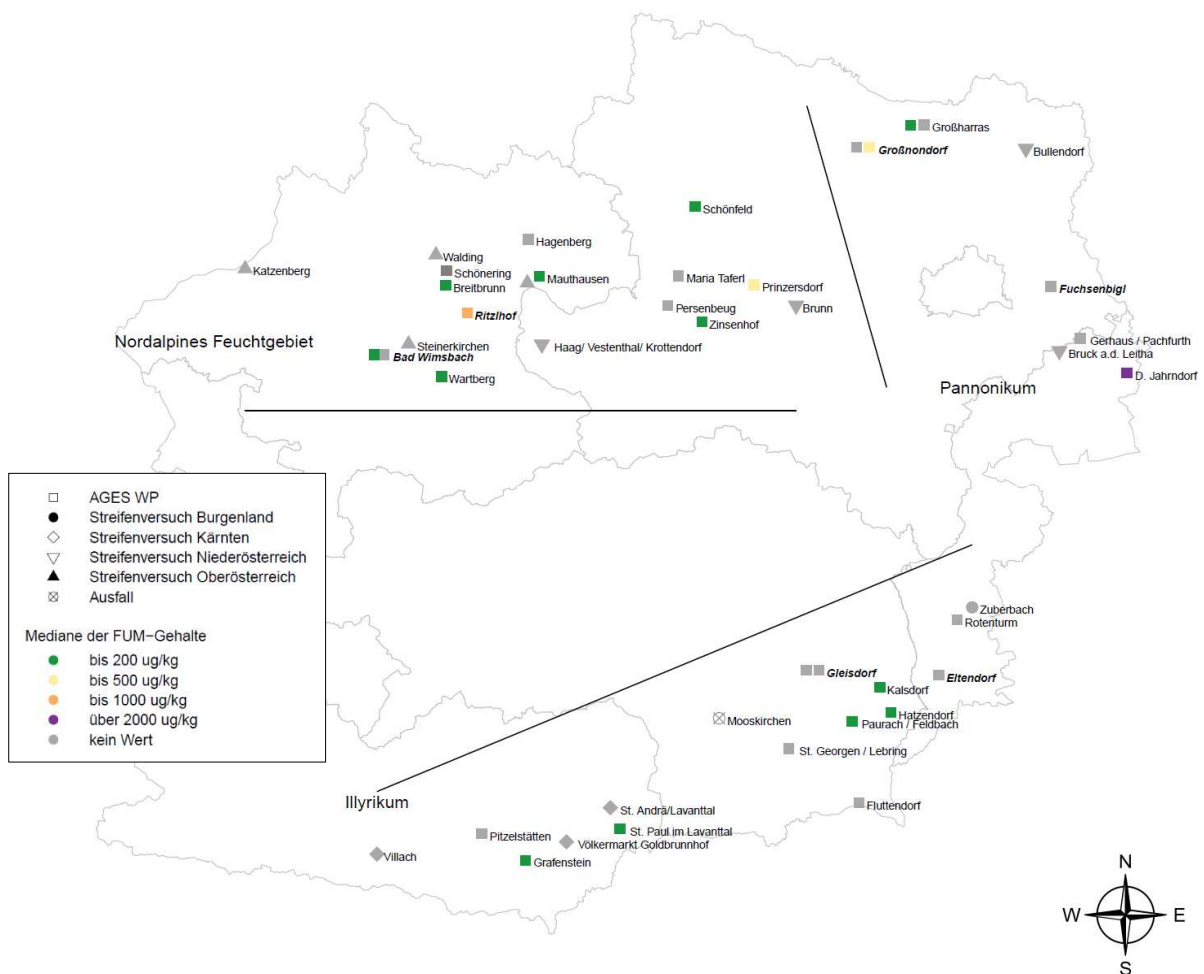 Großharras
Großnondorf
Bullendorf
Schönfeld
Hagenberg
Walding
Katzenberg
Schönering
Mauthausen
Breitbrunn
Maria Taferl
Prinzersdorf
Fuchsenbigl
Persenbeug
Brunn
Ritzlhof
Zinsenhof
Nordalpines Feuchtgebiet
Steinerkirchen
Haag/ Vestenthal/ Krottendorf
Gerhaus / Pachfurth
Bad Wimsbach
Bruck a.d. Leitha
Wartberg
D. Jahrndorf
Pannonikum
AGES WP
Streifenversuch Burgenland
Streifenversuch Kärnten
Streifenversuch Niederösterreich
Streifenversuch Oberösterreich
Ausfall
Mediane der FUM−Gehalte
bis 200 ug/kg
bis 500 ug/kg
bis 1000 ug/kg
über 2000 ug/kg
kein Wert
Zuberbach
Rotenturm
Gleisdorf
Eltendorf
Kalsdorf
Hatzendorf
Mooskirchen
Paurach / Feldbach
St. Georgen / Lebring
Illyrikum
Fluttendorf
St. Andrä/Lavanttal
Pitzelstätten
St. Paul im Lavanttal
Völkermarkt Goldbrunnhof
Villach
Grafenstein
N
W
E
S